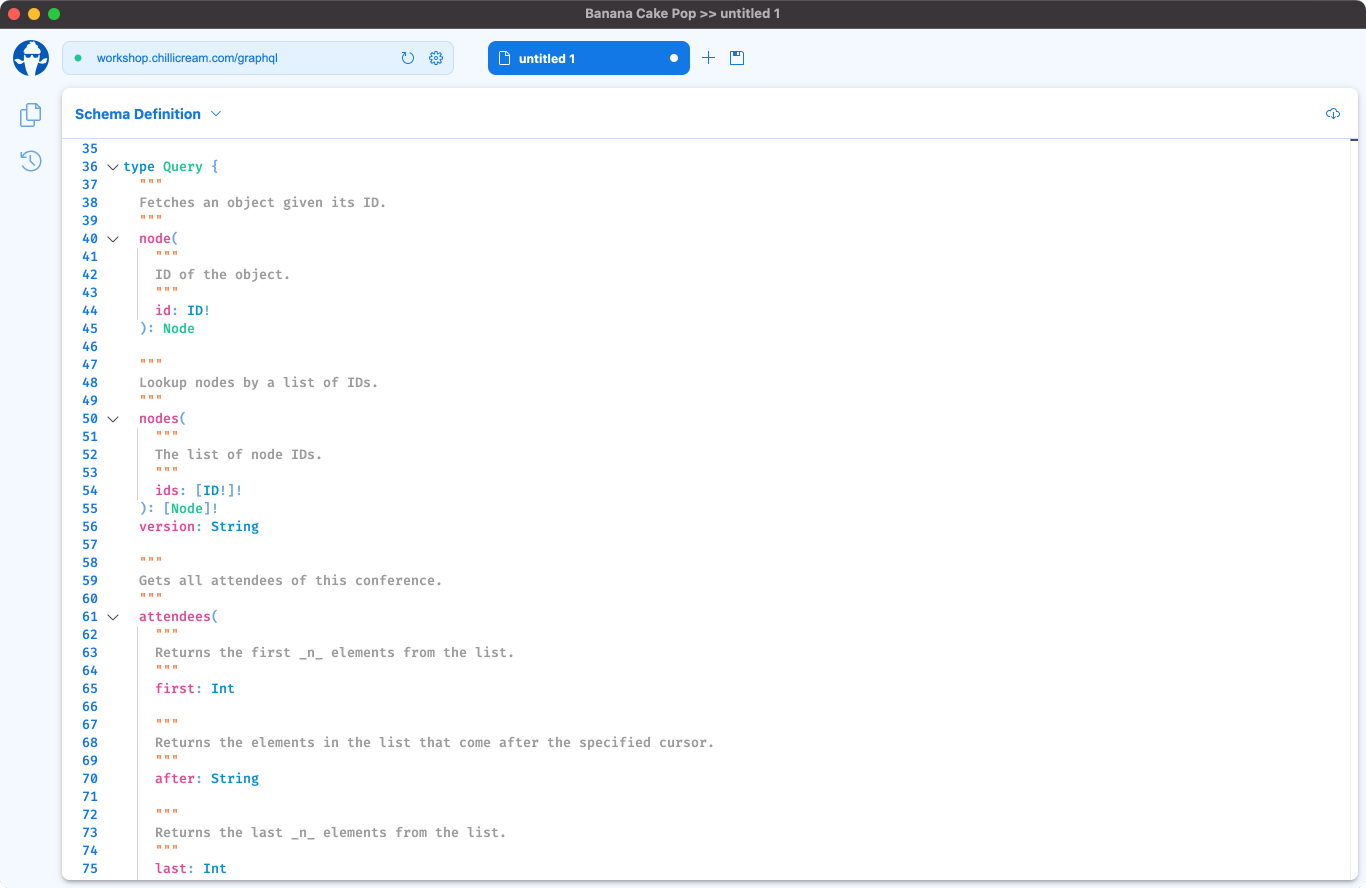 Banana Cake Pop >> untitled 1
workshop.chillicream.com/graphql
untitled 1
Schema Definition
35
36 type Query {
37 """
38 Fetches an object given its ID.
39 """
40 node(
41 """
42 ID of the object.
43 """
44 id: ID!
45 ): Node
46
47 """
48 Lookup nodes by a list of IDs.
49 """
50 nodes(
51 """
52 The list of node IDs.
53 """
54 ids: [ID!]!
55 ): [Node]!
56 version: String
57
58 """
59 Gets all attendees of this conference.
60 """
61 attendees(
62 """
63 Returns the first _n_ elements from the list.
64 """
65 first: Int
66
67 """
68 Returns the elements in the list that come after the specified cursor.
69 """
70 after: String
71
72 """
73 Returns the last _n_ elements from the list.
74 """
75 last: Int